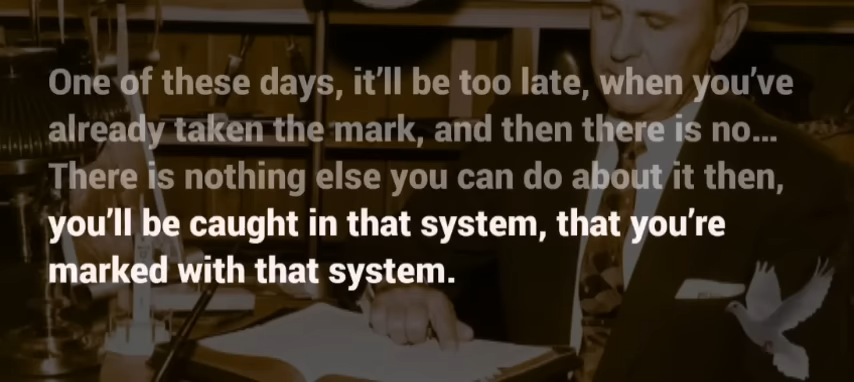 One of these days, it’ll be too late, when you’ve
already taken the mark, and then there is no...
There is nothing else you can do about it then,
you’ll be caught in that system, that you’re
marked with that system.